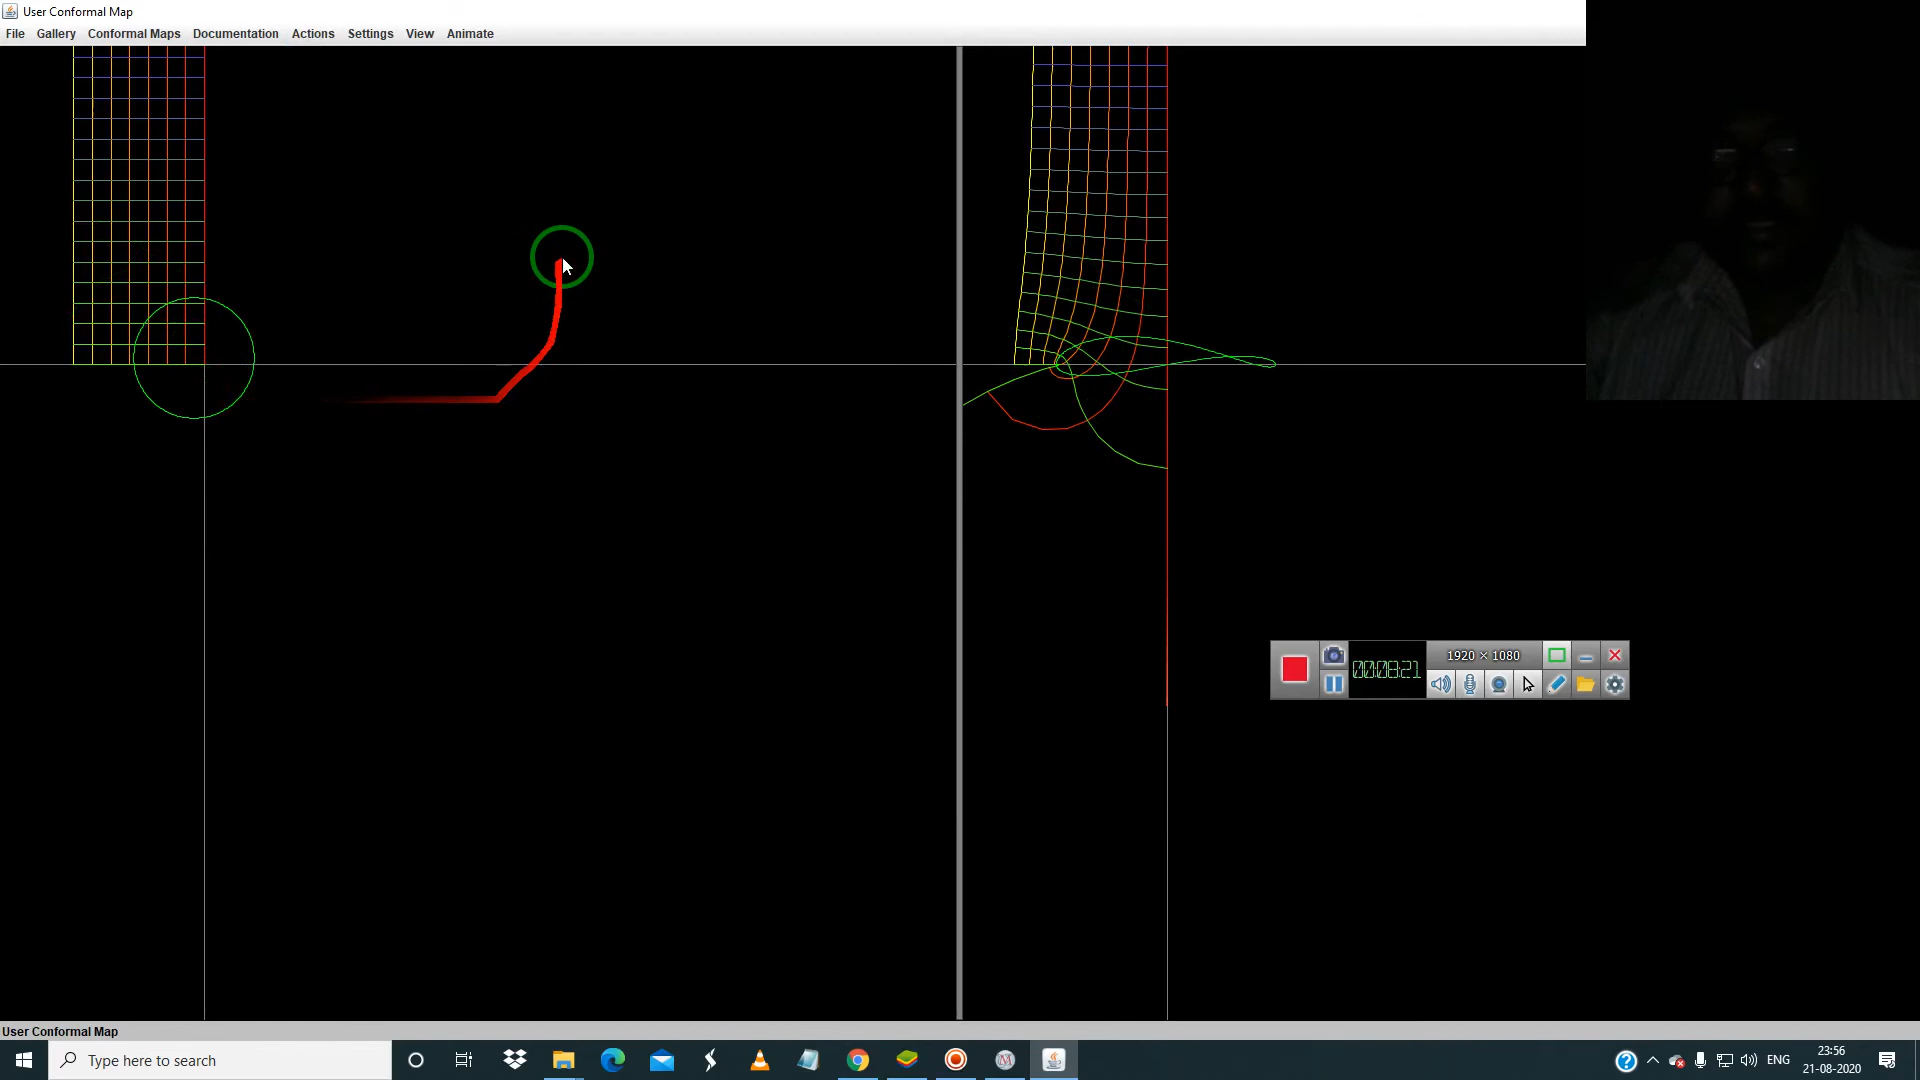 User Conformal Map
File Gallery Conformal Maps Documentation Actions Settings View Animate
1920 × 1080
00:08:21
User Conformal Map
Type here to search
ENG
23:56
21-08-2020